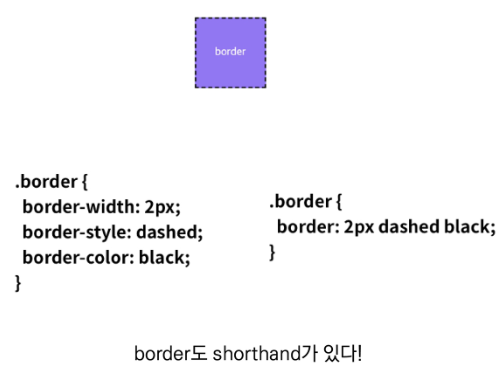 border
.border {
border-width: 2px;
border-style: dashed;
border-color: black;
}
.border {
border: 2px dashed black;
}
border도 shorthand가 있다!